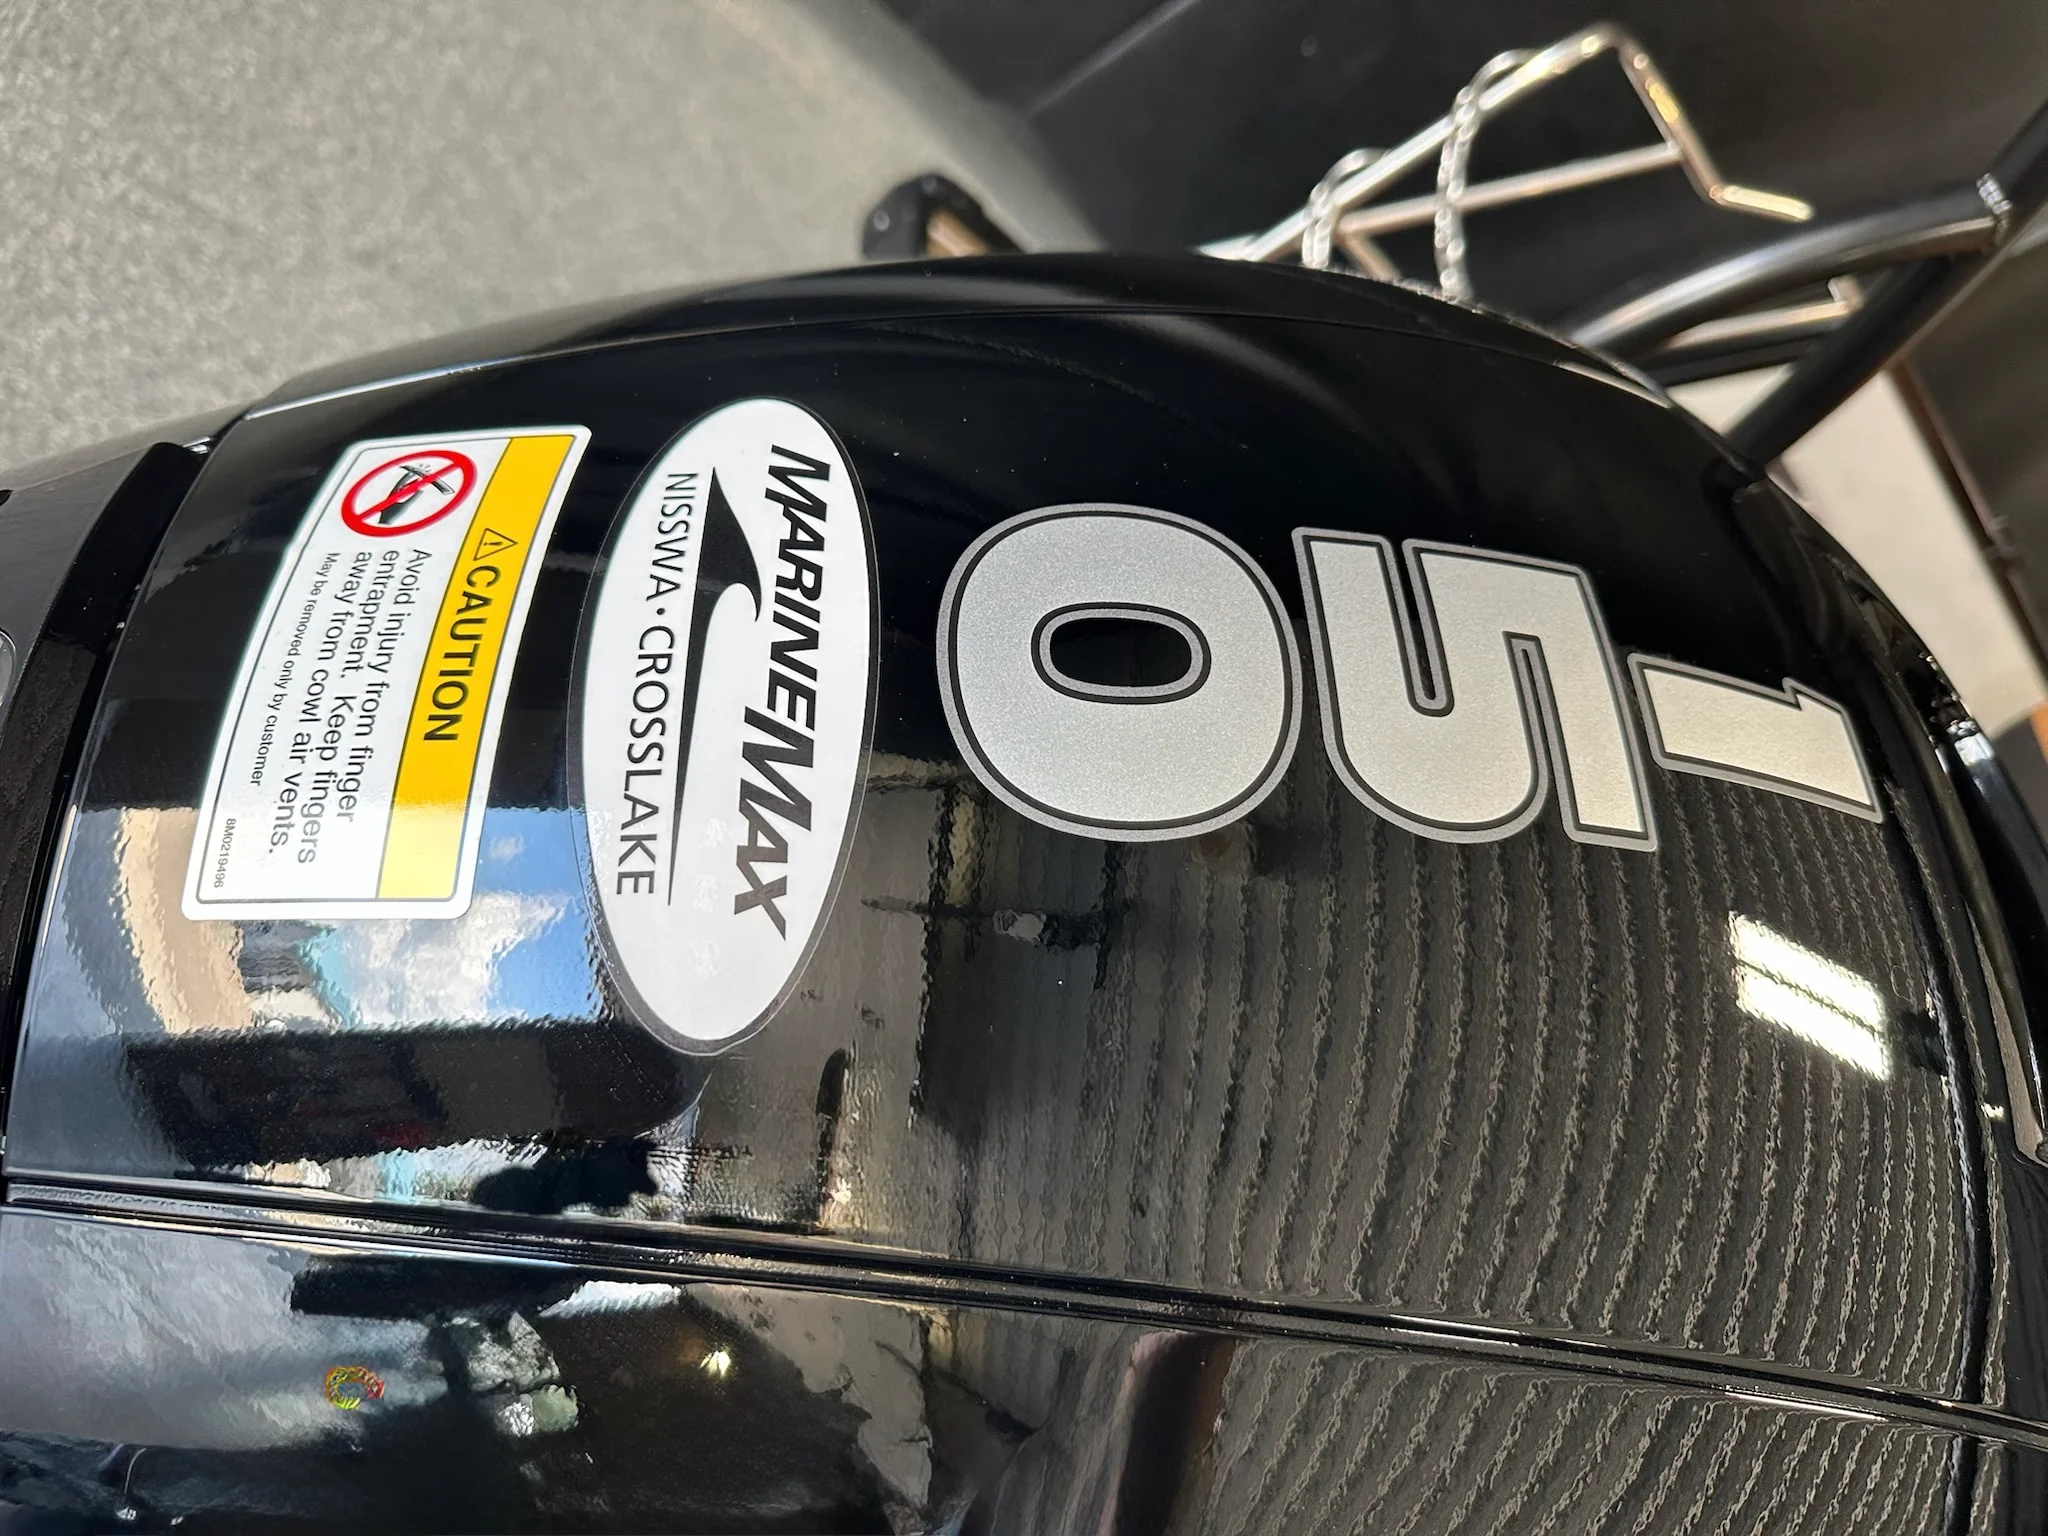 150
MARINEMAX
NISSWA · CROSSLAKE
⚠CAUTION
Avoid injury from finger
entrapment. Keep fingers
away from cowl air vents.
May be removed only by customer
8M0219496